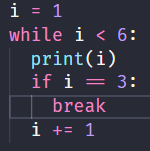 i = 1
while i < 6:
  print(i)
  if i == 3:
    break
  i += 1